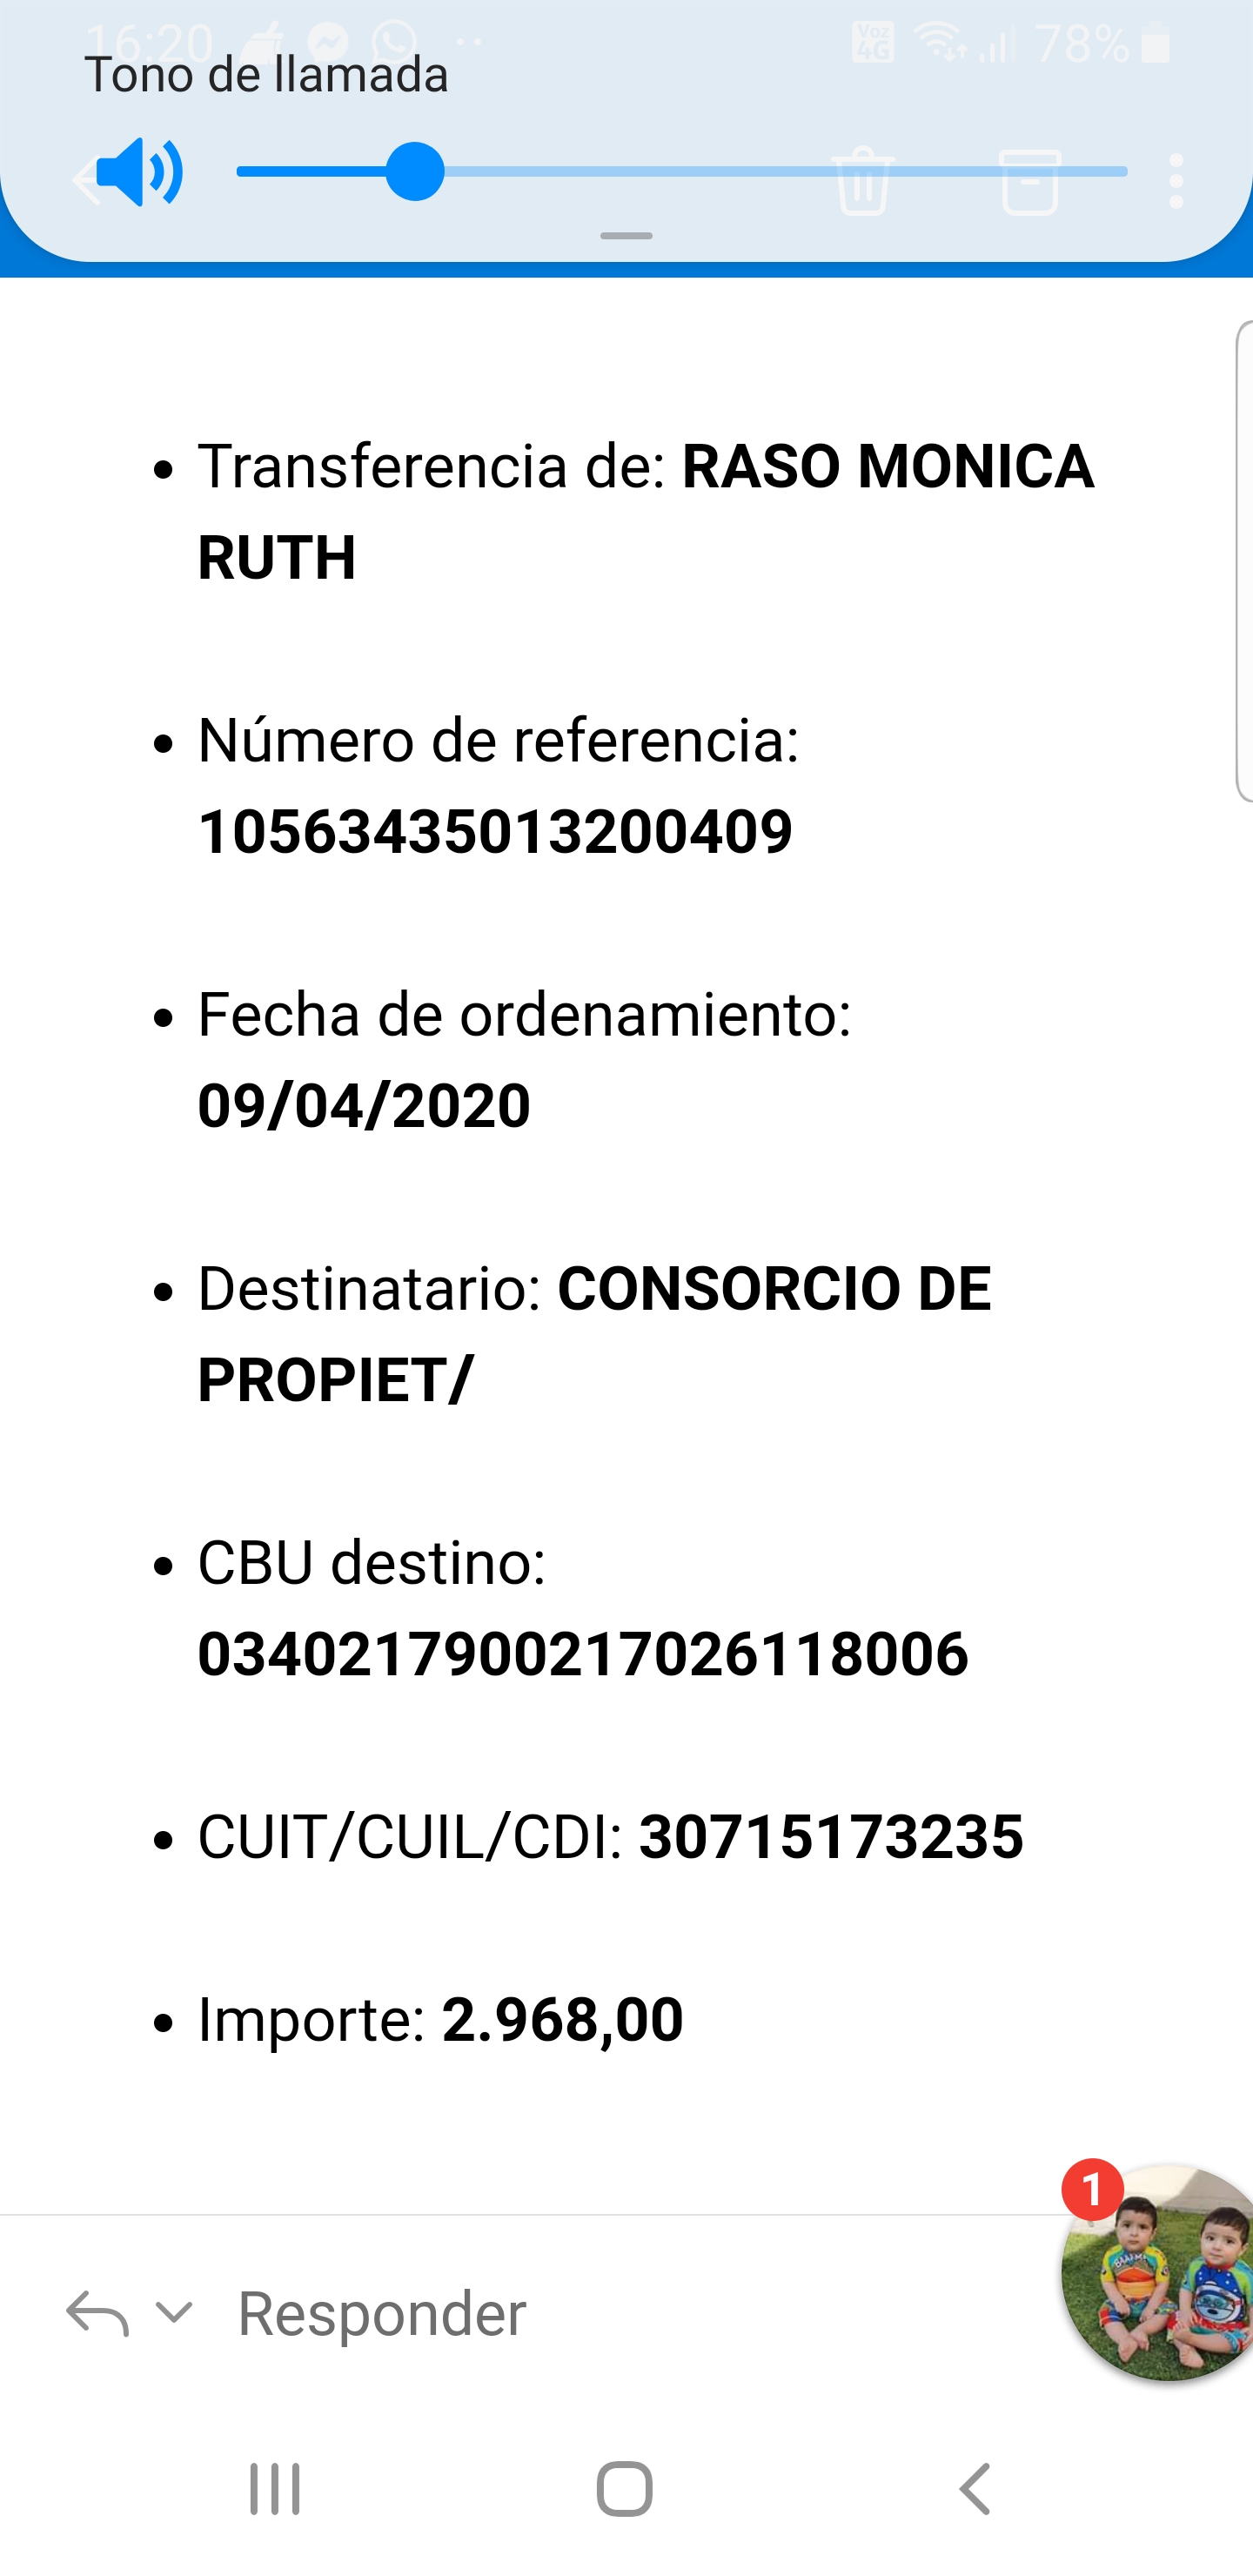 16:20 Voz 4G 78%
Tono de llamada
Transferencia de: RASO MONICA
RUTH
Número de referencia:
10563435013200409
Fecha de ordenamiento:
09/04/2020
Destinatario: CONSORCIO DE
PROPIET/
CBU destino:
0340217900217026118006
CUIT/CUIL/CDI: 30715173235
Importe: 2.968,00
1
Responder